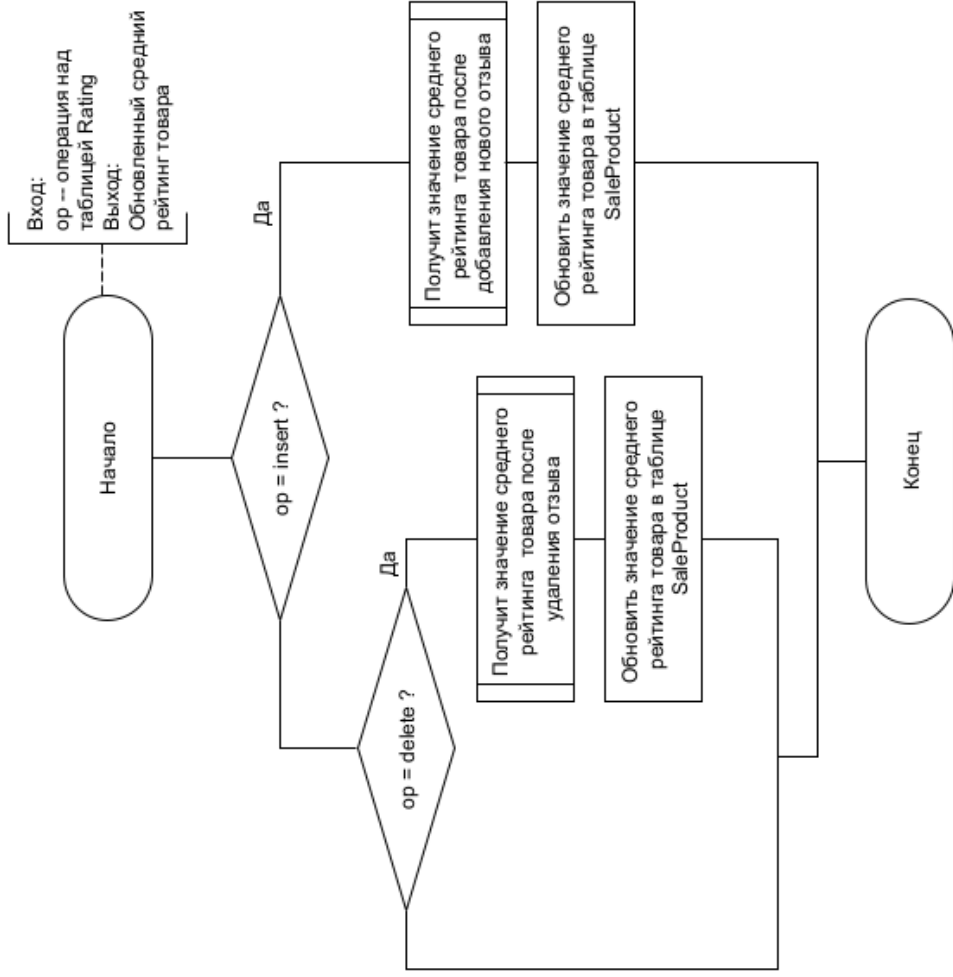 Начало
Вход:
op -- операция над
таблицей Rating
Выход:
Обновленный средний
рейтинг товара
op = insert ?
Да
Получит значение среднего
рейтинга товара после
добавления нового отзыва
Обновить значение среднего
рейтинга товара в таблице
SaleProduct
op = delete ?
Да
Получит значение среднего
рейтинга товара после
удаления отзыва
Обновить значение среднего
рейтинга товара в таблице
SaleProduct
Конец